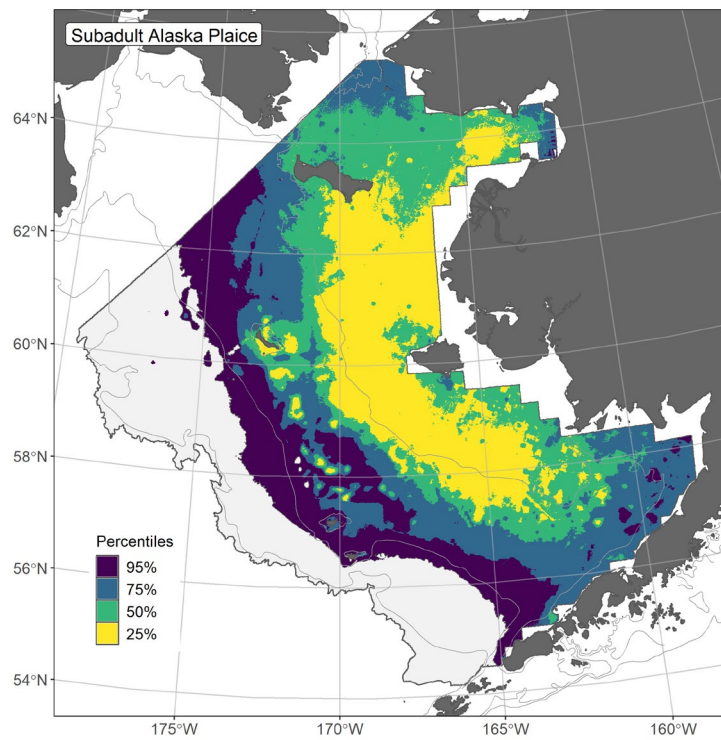 Subadult Alaska Plaice
64°N
62°N
60°N
58°N
56°N
54°N
Percentiles
95%
75%
50%
25%
175°W
170°W
165°W
160°W